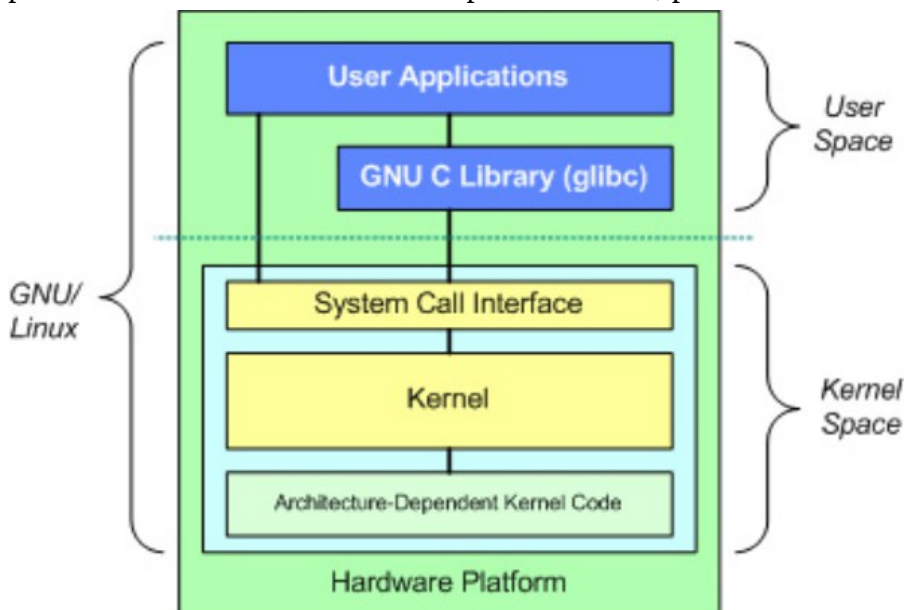 User Applications
User
Space
GNU C Library (glibc)
GNU/
Linux
System Call Interface
Kernel
Kernel
Space
Architecture-Dependent Kernel Code
Hardware Platform